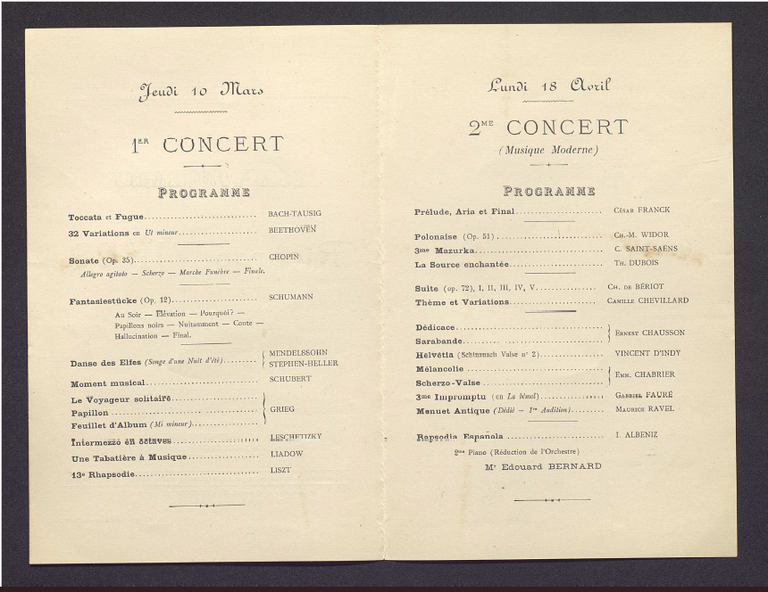 Jeudi 10 Mars
1ER CONCERT
PROGRAMME
Toccata et Fugue BACH-TAUSIG
32 Variations en Ut mineur BEETHOVEN
Sonate (Op. 35) CHOPIN
Allegro agitato — Scherzo — Marche Funèbre — Finale.
Fantasiestücke (Op. 12) SCHUMANN
Au Soir — Élévation — Pourquoi? —
Papillons noirs — Nuitamment — Conte —
Hallucination — Final.
Danse des Elfes (Songe d'une Nuit d'été) MENDELSSOHN
STEPHEN-HELLER
Moment musical SCHUBERT
Le Voyageur solitaire
Papillon GRIEG
Feuillet d'Album (Mi mineur)
Intermezzo en octaves LESCHETIZKY
Une Tabatière à Musique LIADOW
13e Rhapsodie LISZT
Lundi 18 Avril
2ME CONCERT
(Musique Moderne)
PROGRAMME
Prélude, Aria et Final CÉSAR FRANCK
Polonaise (Op. 51) CH.-M. WIDOR
3me Mazurka C. SAINT-SAËNS
La Source enchantée TH. DUBOIS
Suite (op. 72), I, II, III, IV, V CH. DE BÉRIOT
Thème et Variations CAMILLE CHEVILLARD
Dédicace
ERNEST CHAUSSON
Sarabande
Helvétia (Schinznach Valse n° 2) VINCENT D'INDY
Mélancolie
EMM. CHABRIER
Scherzo-Valse
3me Impromptu (en La bémol) GABRIEL FAURÉ
Menuet Antique (Dédié — 1re Audition) MAURICE RAVEL
Rapsodia Espanola I. ALBENIZ
2me Piano (Réduction de l'Orchestre)
Mr Edouard BERNARD